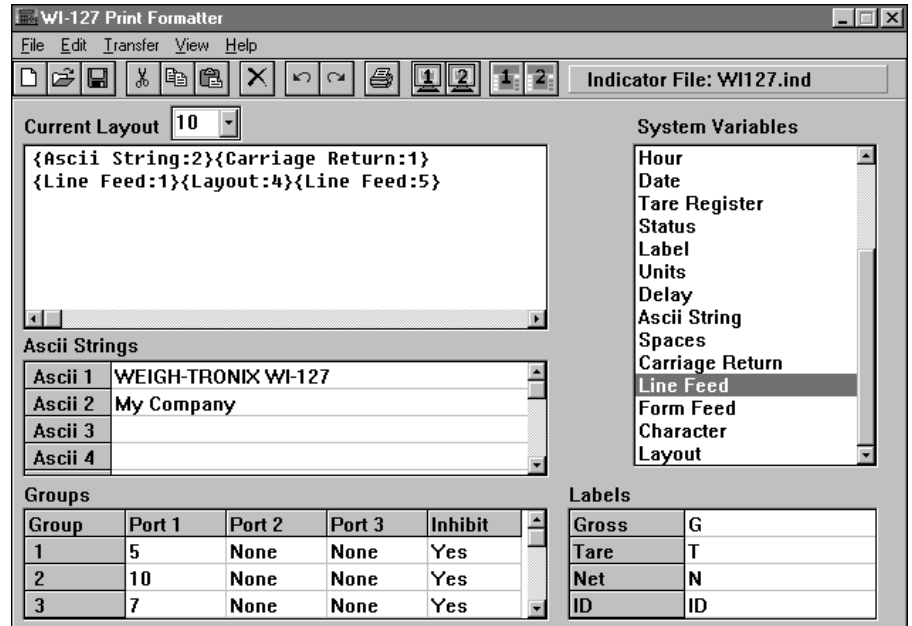 WI-127 Print Formatter
File Edit Transfer View Help
1 2 1 2 Indicator File: WI127.ind
Current Layout 10
{Ascii String:2}{Carriage Return:1}
{Line Feed:1}{Layout:4}{Line Feed:5}
System Variables
Hour
Date
Tare Register
Status
Label
Units
Delay
Ascii String
Spaces
Carriage Return
Line Feed
Form Feed
Character
Layout
Ascii Strings
Ascii 1 WEIGH-TRONIX WI-127
Ascii 2 My Company
Ascii 3
Ascii 4
Groups
Group Port 1 Port 2 Port 3 Inhibit
1 5 None None Yes
2 10 None None Yes
3 7 None None Yes
Labels
Gross G
Tare T
Net N
ID ID